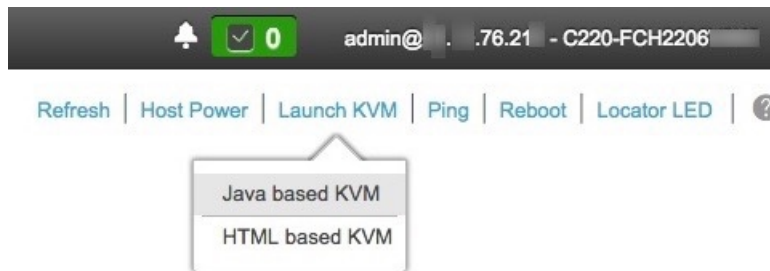 0 admin@ . .76.21 - C220-FCH2206
Refresh | Host Power | Launch KVM | Ping | Reboot | Locator LED | ?
Java based KVM
HTML based KVM